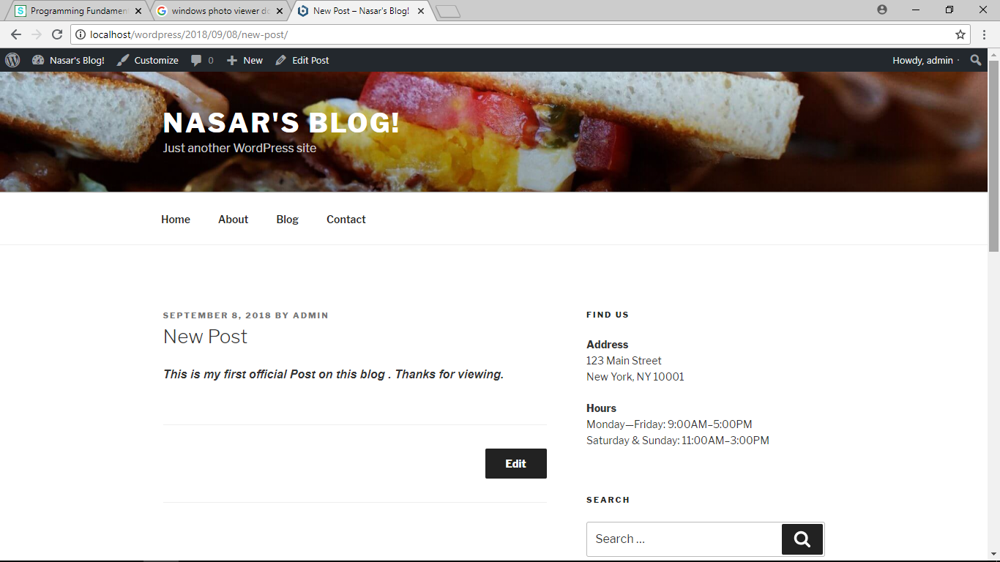 Programming Fundament
windows photo viewer do
New Post – Nasar's Blog!
localhost/wordpress/2018/09/08/new-post/
Nasar's Blog! Customize 0 New Edit Post Howdy, admin
NASAR'S BLOG!
Just another WordPress site
Home About Blog Contact
SEPTEMBER 8, 2018 BY ADMIN
New Post
This is my first official Post on this blog . Thanks for viewing.
Edit
FIND US
Address
123 Main Street
New York, NY 10001
Hours
Monday—Friday: 9:00AM–5:00PM
Saturday & Sunday: 11:00AM–3:00PM
SEARCH
Search …